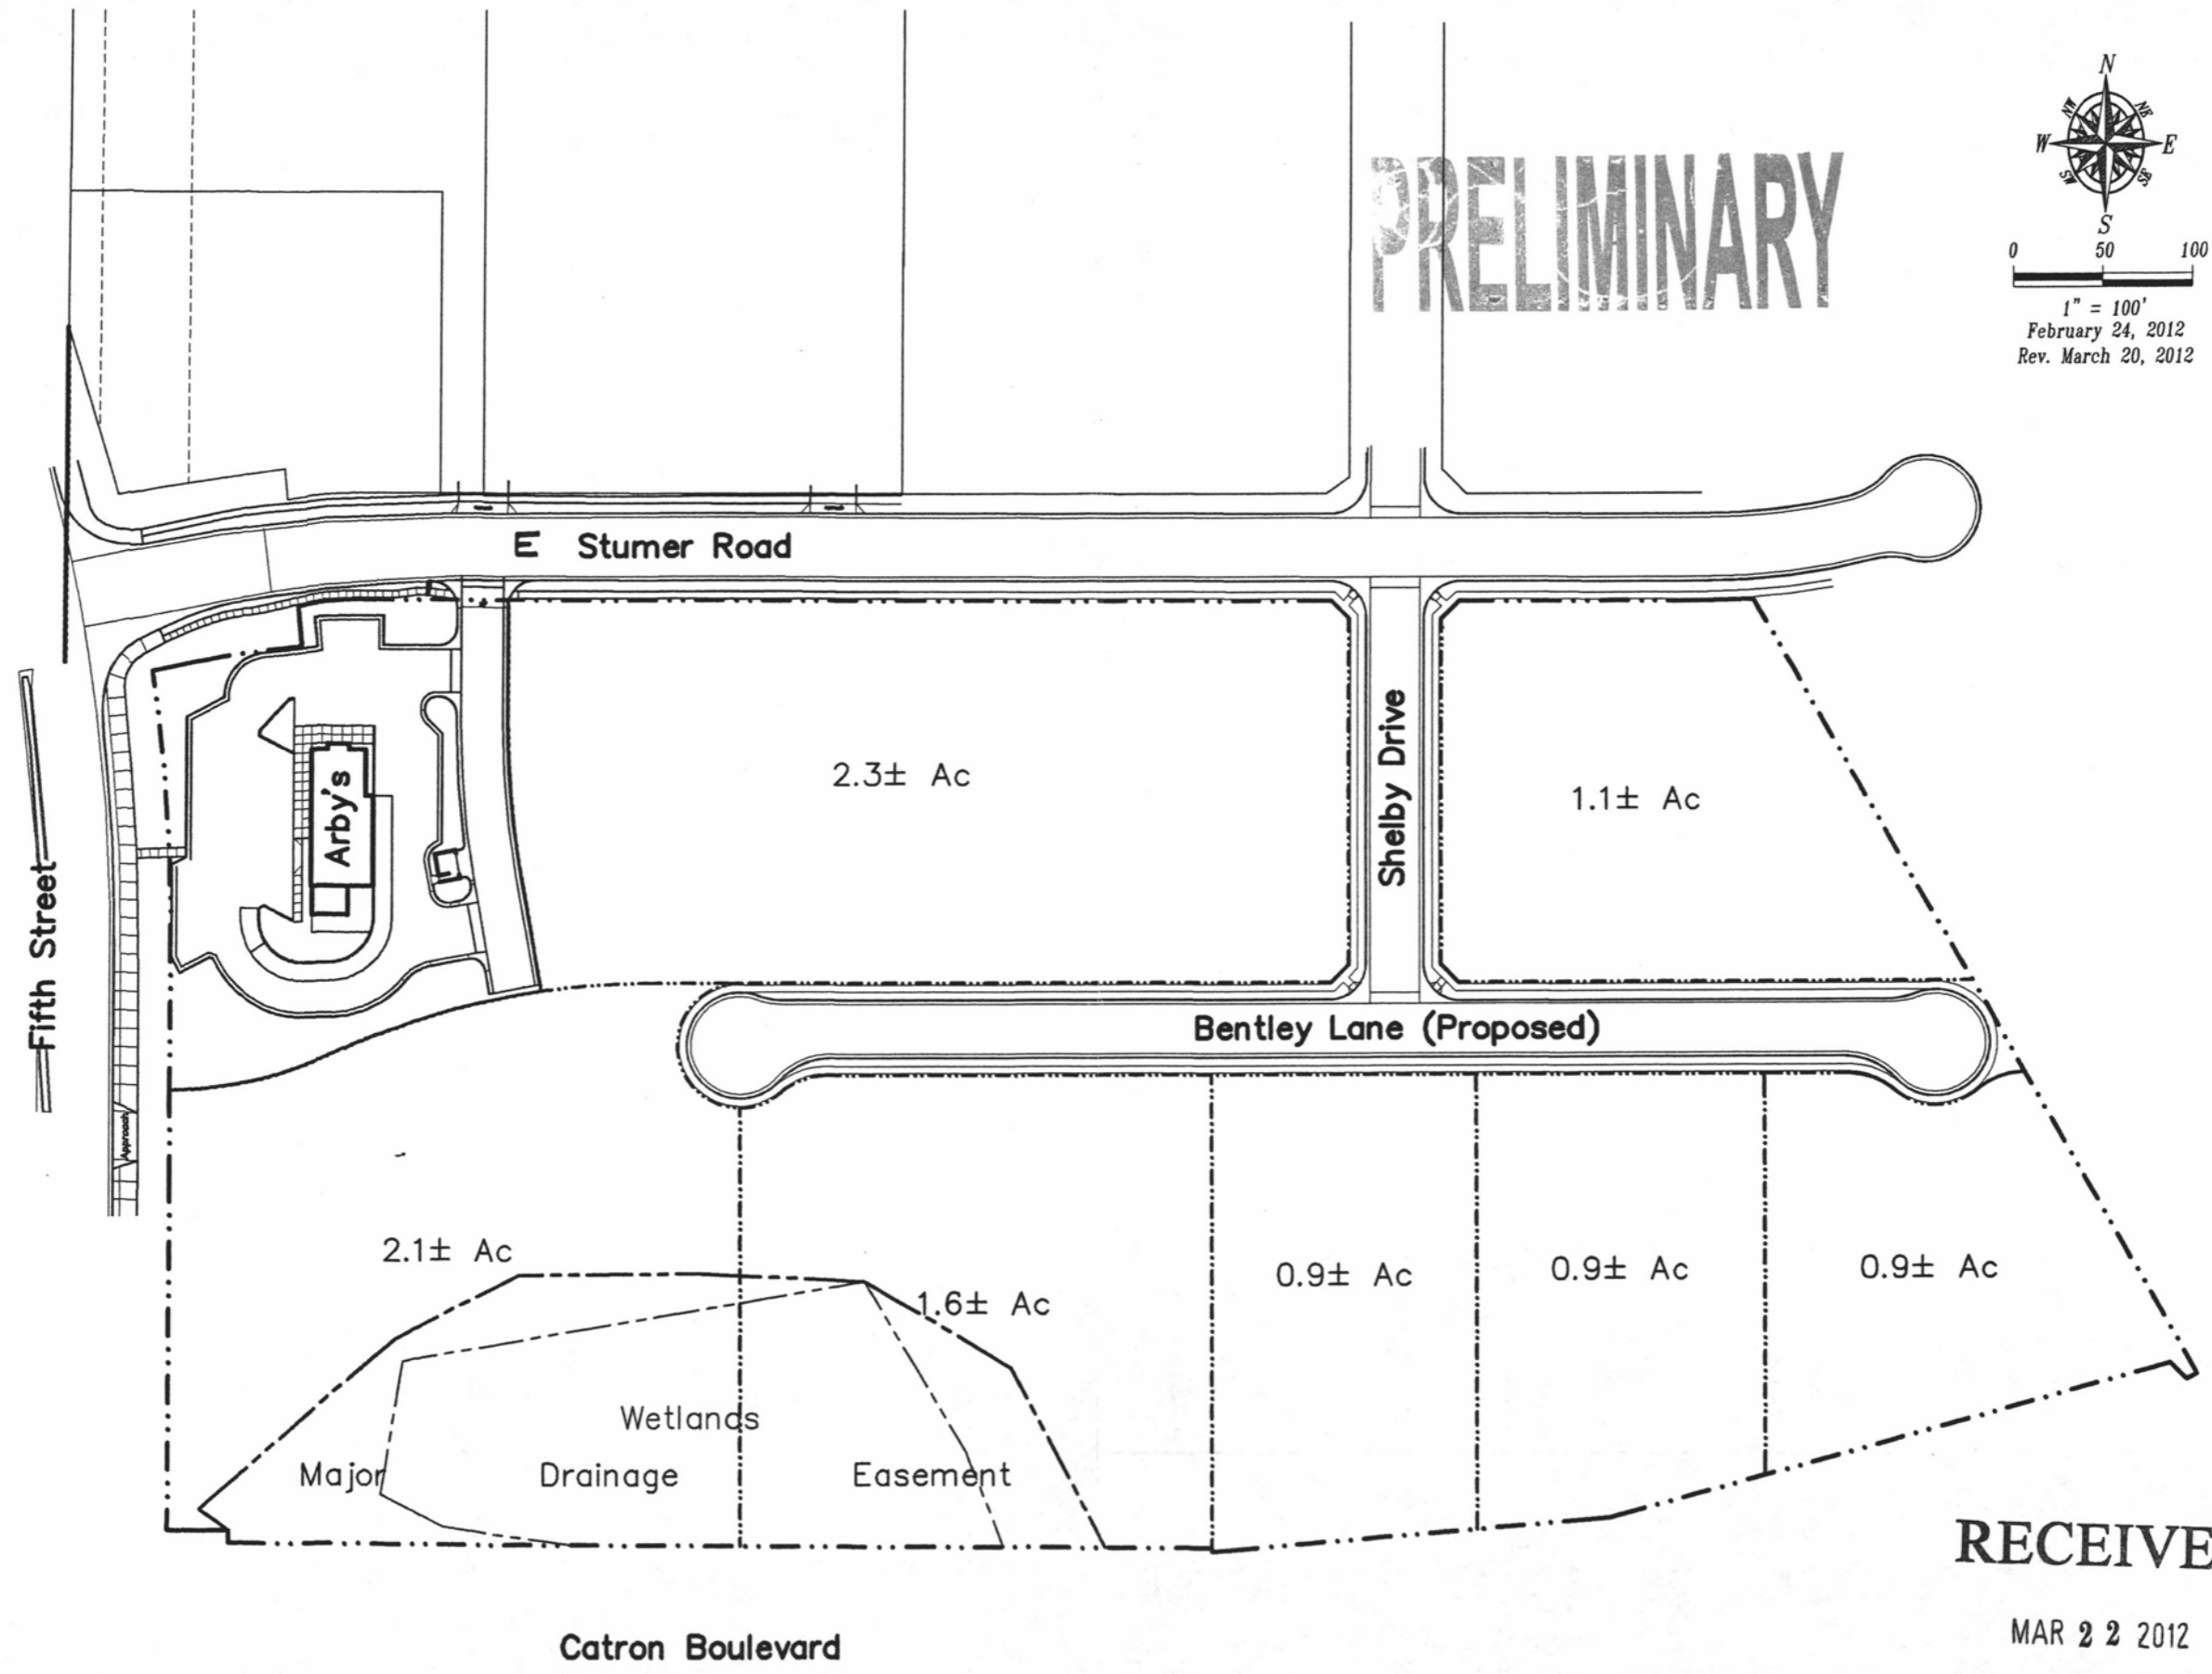 N
NW
NE
W
E
SW
SE
S
0 50 100
1" = 100'
February 24, 2012
Rev. March 20, 2012
PRELIMINARY
E Stumer Road
Fifth Street
Arby's
Approach
2.3± Ac
Shelby Drive
1.1± Ac
Bentley Lane (Proposed)
2.1± Ac
1.6± Ac
0.9± Ac
0.9± Ac
0.9± Ac
Wetlands
Major Drainage Easement
Catron Boulevard
RECEIVE
MAR 22 2012